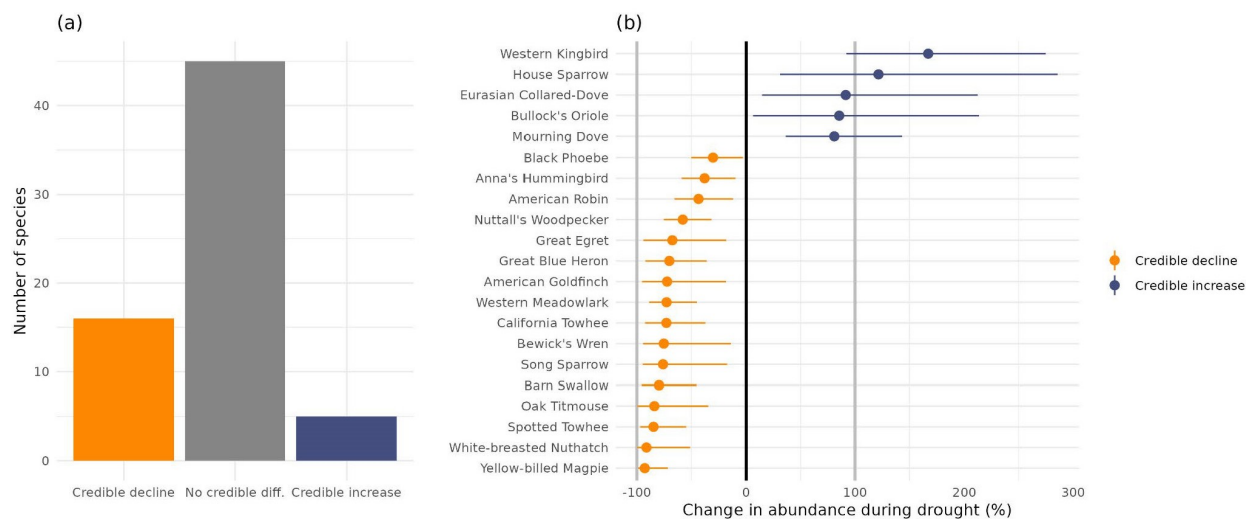 (a)
Number of species
40
30
20
10
0
Credible decline
No credible diff.
Credible increase
(b)
Western Kingbird
House Sparrow
Eurasian Collared-Dove
Bullock's Oriole
Mourning Dove
Black Phoebe
Anna's Hummingbird
American Robin
Nuttall's Woodpecker
Great Egret
Great Blue Heron
American Goldfinch
Western Meadowlark
California Towhee
Bewick's Wren
Song Sparrow
Barn Swallow
Oak Titmouse
Spotted Towhee
White-breasted Nuthatch
Yellow-billed Magpie
-100
0
100
200
300
Change in abundance during drought (%)
Credible decline
Credible increase